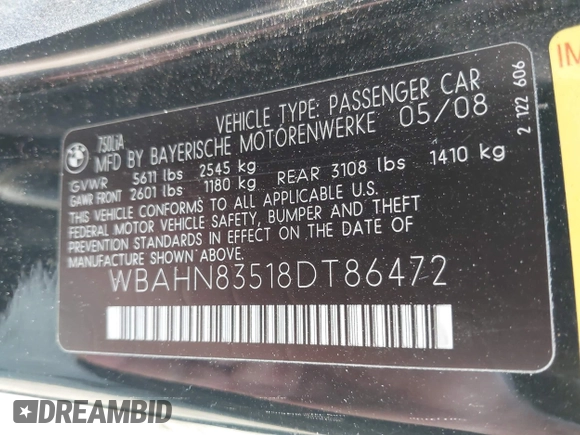 VEHICLE TYPE: PASSENGER CAR
750LiA
MFD BY BAYERISCHE MOTORENWERKE 05/08
GVWR 5611 lbs 2545 kg
GAWR FRONT 2601 lbs 1180 kg REAR 3108 lbs 1410 kg
THIS VEHICLE CONFORMS TO ALL APPLICABLE U.S.
FEDERAL MOTOR VEHICLE SAFETY, BUMPER AND THEFT
PREVENTION STANDARDS IN EFFECT ON THE DATE OF
MANUFACTURE SHOWN ABOVE.
WBAHN83518DT86472
2 122 606
IM
DREAMBID